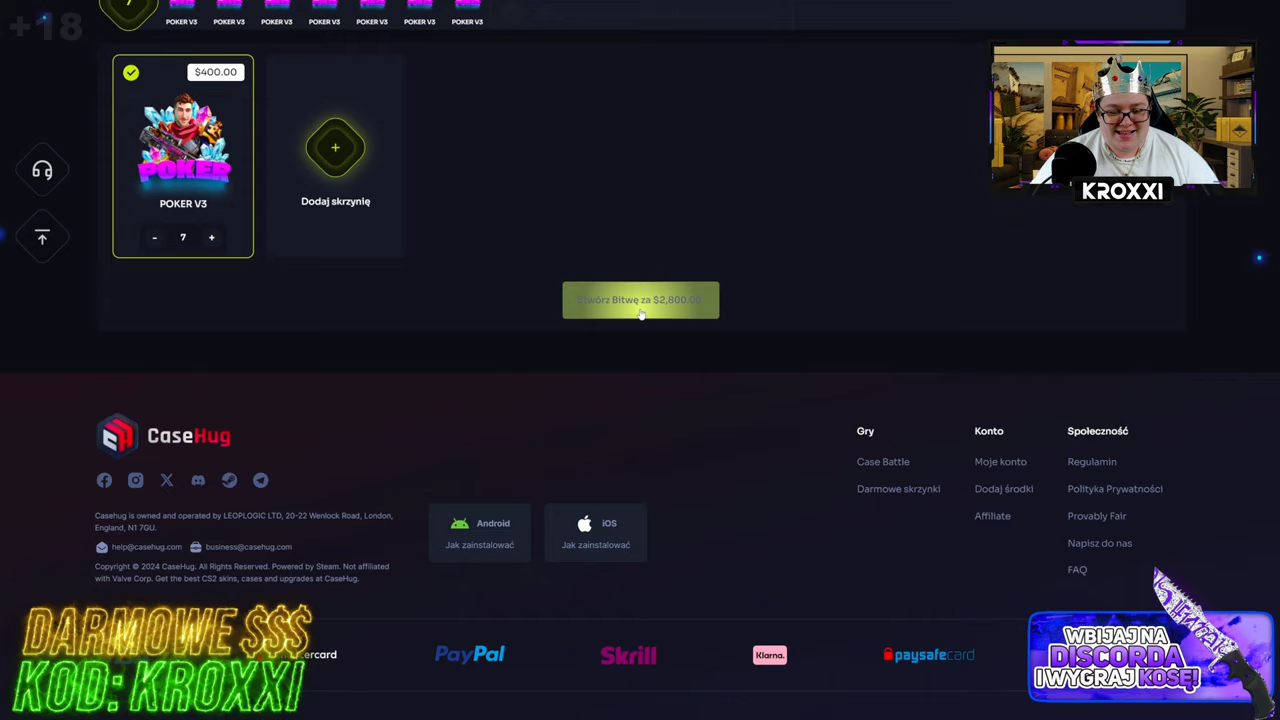 +18
7
POKER V3 POKER V3 POKER V3 POKER V3 POKER V3 POKER V3 POKER V3
$400.00
POKER
POKER V3
- 7 +
+
Dodaj skrzynię
KROXXI
Utwórz Bitwę za $2,800.00
CaseHug
Gry
Konto
Społeczność
Case Battle
Moje konto
Regulamin
Darmowe skrzynki
Dodaj środki
Polityka Prywatności
Affiliate
Provably Fair
Napisz do nas
FAQ
Casehug is owned and operated by LEOPLOGIC LTD, 20-22 Wenlock Road, London,
England, N1 7GU.
help@casehug.com business@casehug.com
Copyright © 2024 CaseHug. All Rights Reserved. Powered by Steam. Not affiliated
with Valve Corp. Get the best CS2 skins, cases and upgrades at CaseHug.
Android
Jak zainstalować
iOS
Jak zainstalować
DARMOWE $$$
KOD: KROXXI
PayPal
Skrill
Klarna.
paysafecard
WBIJAJ NA
DISCORDA
I WYGRAJ KOSĘ!